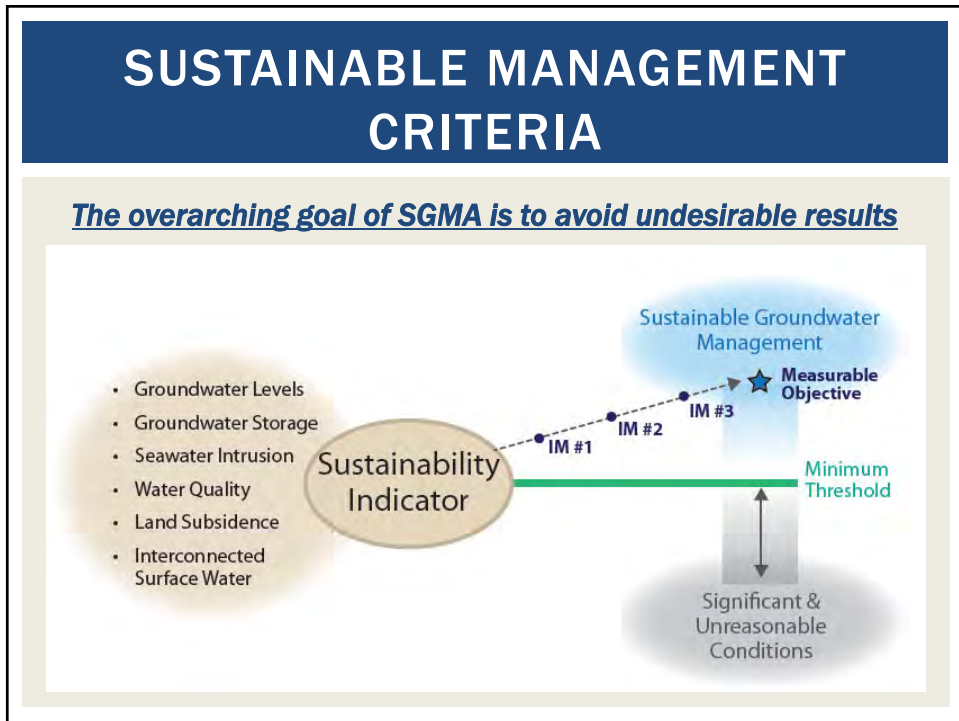 SUSTAINABLE MANAGEMENT
CRITERIA
The overarching goal of SGMA is to avoid undesirable results
• Groundwater Levels
• Groundwater Storage
• Seawater Intrusion
• Water Quality
• Land Subsidence
• Interconnected
Surface Water
Sustainability
Indicator
IM #1
IM #2
IM #3
Sustainable Groundwater
Management
Measurable
Objective
Minimum
Threshold
Significant &
Unreasonable
Conditions